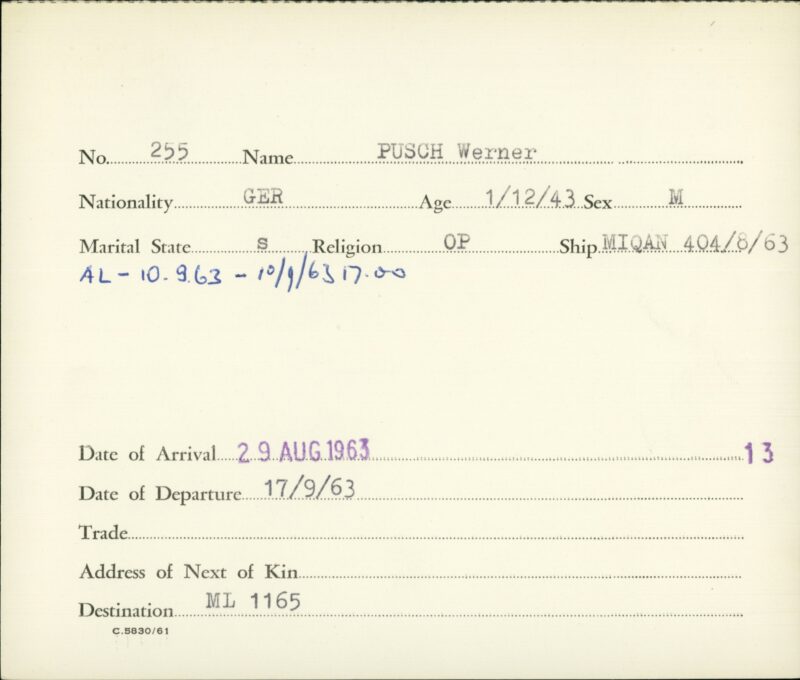 No. 255 Name PUSCH Werner
Nationality GER Age 1/12/43 Sex M
Marital State S Religion OP Ship MIQAN 404/8/63
AL - 10.9.63 - 10/9/63 17.00
Date of Arrival 29 AUG 1963 13
Date of Departure 17/9/63
Trade
Address of Next of Kin
Destination ML 1165
C.5830/61